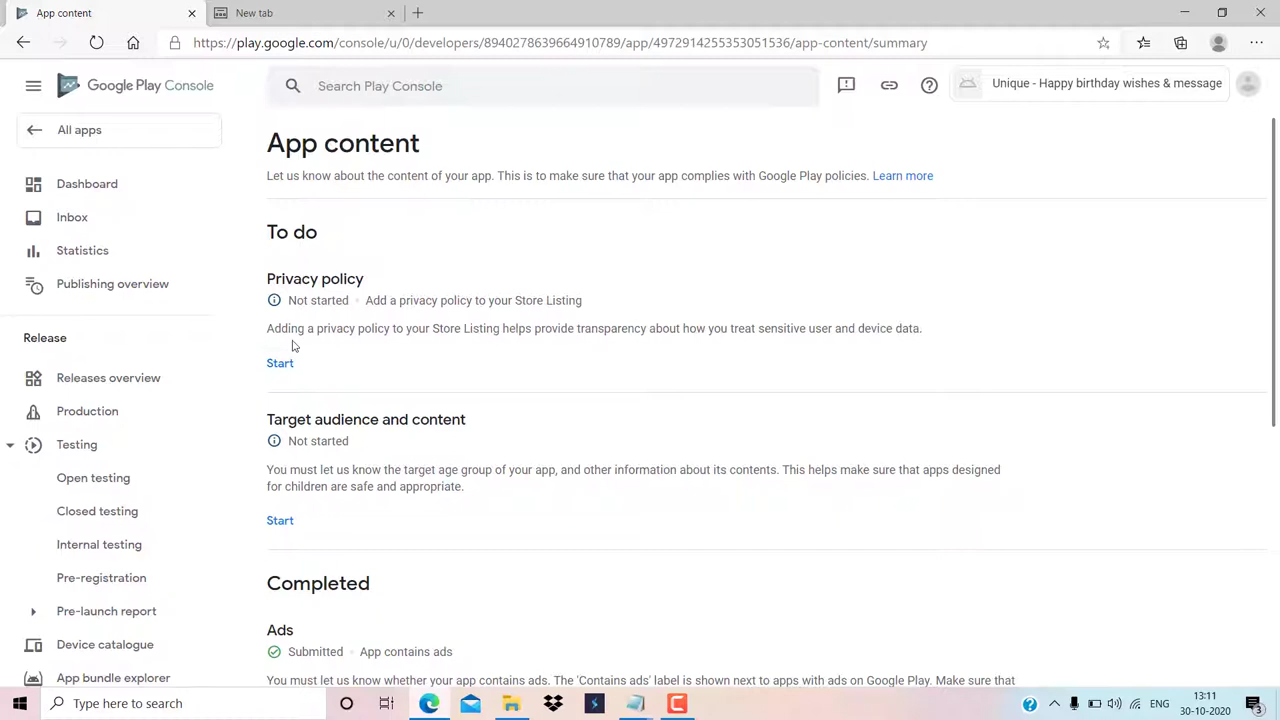 App content
New tab
https://play.google.com/console/u/0/developers/8940278639664910789/app/4972914255353051536/app-content/summary
Google Play Console
Search Play Console
Unique - Happy birthday wishes & message
All apps
Dashboard
Inbox
Statistics
Publishing overview
Release
Releases overview
Production
Testing
Open testing
Closed testing
Internal testing
Pre-registration
Pre-launch report
Device catalogue
App bundle explorer
App content
Let us know about the content of your app. This is to make sure that your app complies with Google Play policies. Learn more
To do
Privacy policy
Not started • Add a privacy policy to your Store Listing
Adding a privacy policy to your Store Listing helps provide transparency about how you treat sensitive user and device data.
Start
Target audience and content
Not started
You must let us know the target age group of your app, and other information about its contents. This helps make sure that apps designed
for children are safe and appropriate.
Start
Completed
Ads
Submitted • App contains ads
You must let us know whether your app contains ads. The 'Contains ads' label is shown next to apps with ads on Google Play. Make sure that
Type here to search
ENG
13:11
30-10-2020
3